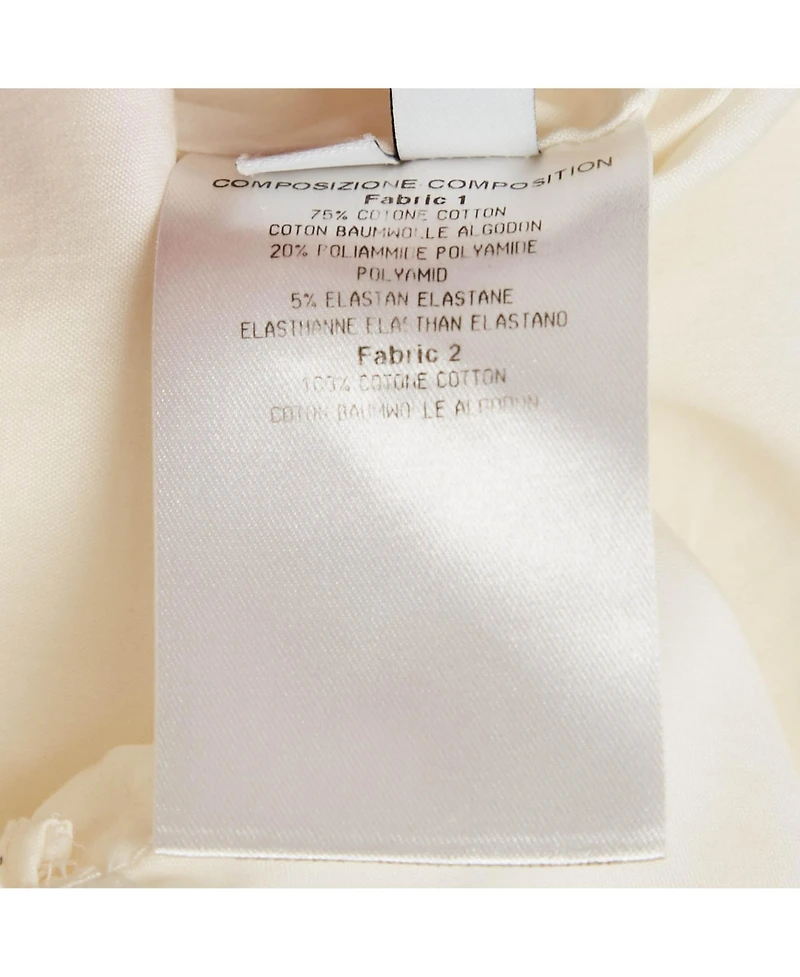 COMPOSIZIONE-COMPOSITION
Fabric 1
75% COTONE COTTON
COTON BAUMWOLLE ALGODON
20% POLIAMMIDE POLYAMIDE
POLYAMID
5% ELASTAN ELASTANE
ELASTHANNE ELASTHAN ELASTANO
Fabric 2
100% COTONE COTTON
COTON BAUMWOLLE ALGODON